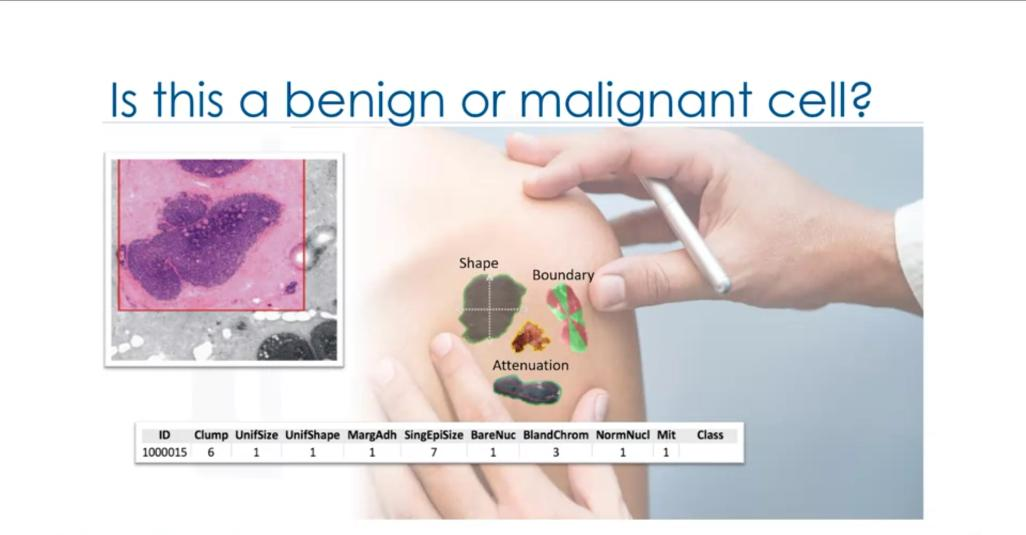 Is this a benign or malignant cell?
Shape
Boundary
Attenuation
ID Clump UnifSize UnifShape MargAdh SingEpiSize BareNuc BlandChrom NormNucl Mit Class
1000015 6 1 1 1 7 1 3 1 1